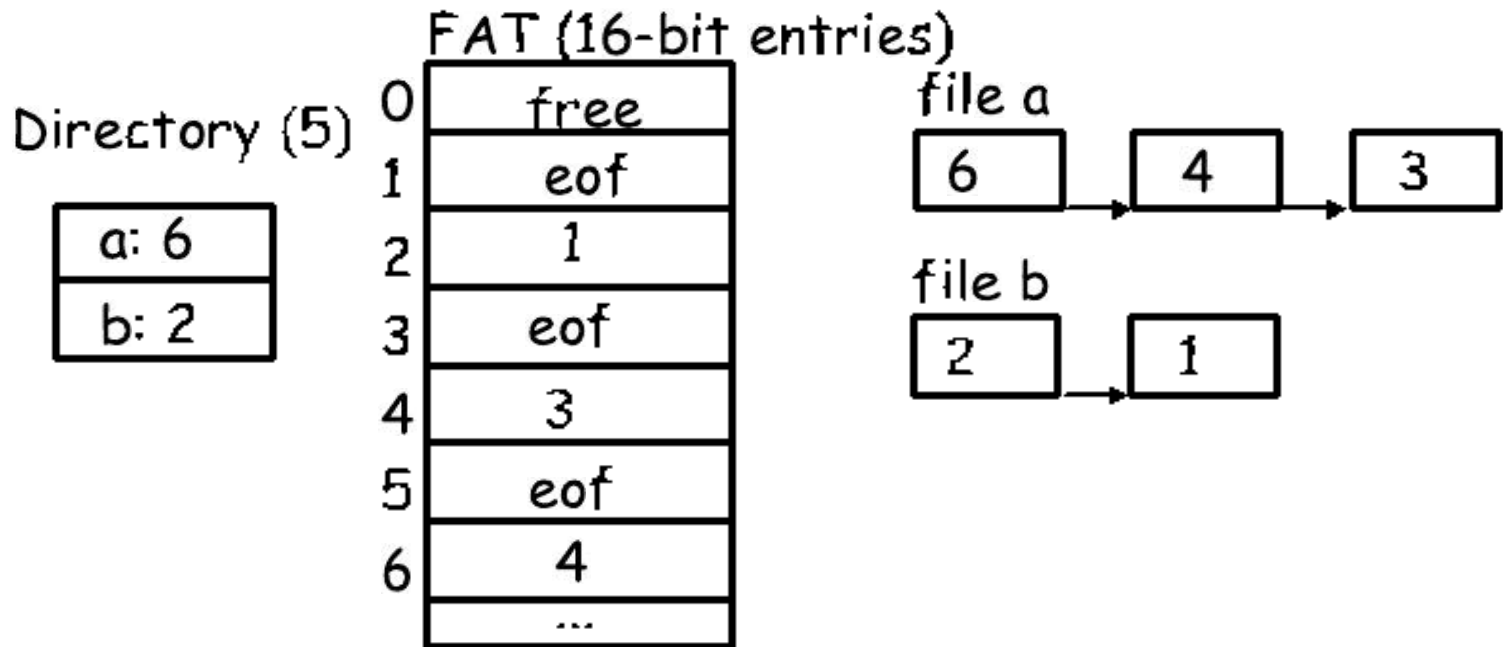 FAT (16-bit entries)
Directory (5)
a: 6
b: 2
0 free
1 eof
2 1
3 eof
4 3
5 eof
6 4
...
file a
6 4 3
file b
2 1